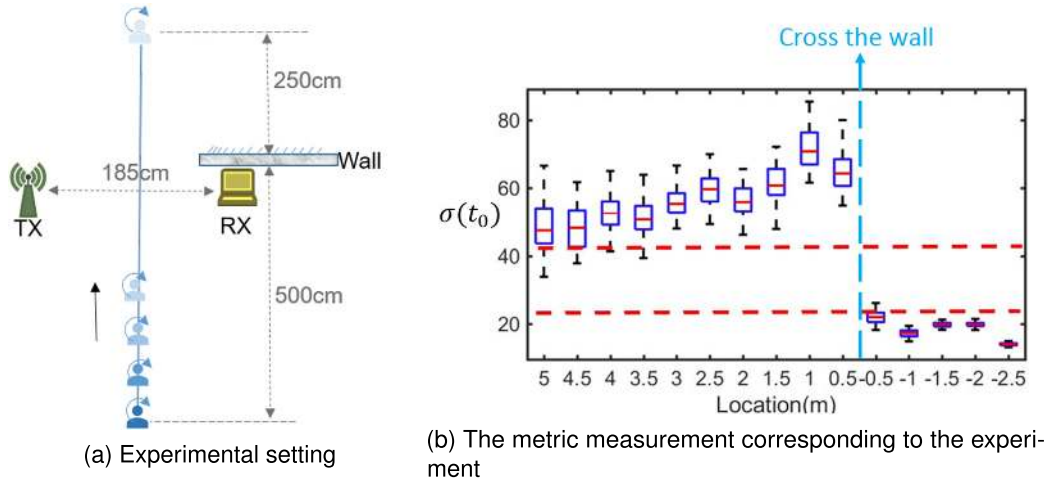 250cm
Wall
185cm
TX
RX
500cm
(a) Experimental setting
Cross the wall
σ(t₀)
80
60
40
20
5 4.5 4 3.5 3 2.5 2 1.5 1 0.5 -0.5 -1 -1.5 -2 -2.5
Location(m)
(b) The metric measurement corresponding to the experi-
ment